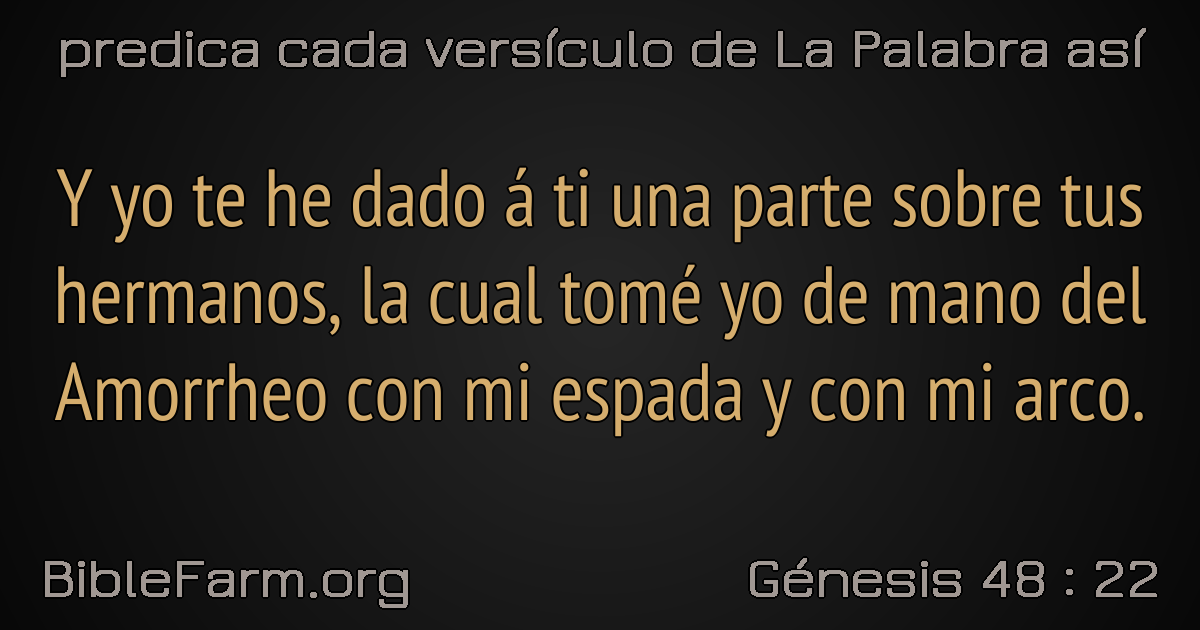 predica cada versículo de La Palabra así
Y yo te he dado á ti una parte sobre tus
hermanos, la cual tomé yo de mano del
Amorrheo con mi espada y con mi arco.
BibleFarm.org
Génesis 48 : 22